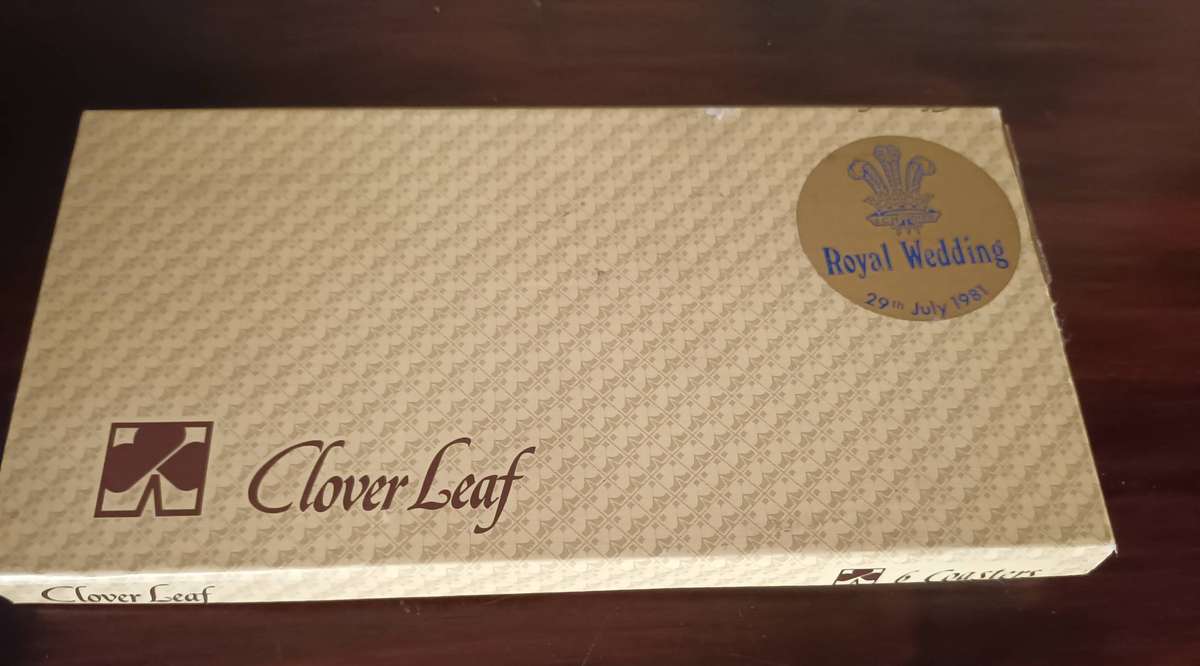 Royal Wedding
29th July 1981
Clover Leaf
Clover Leaf
6 Coasters